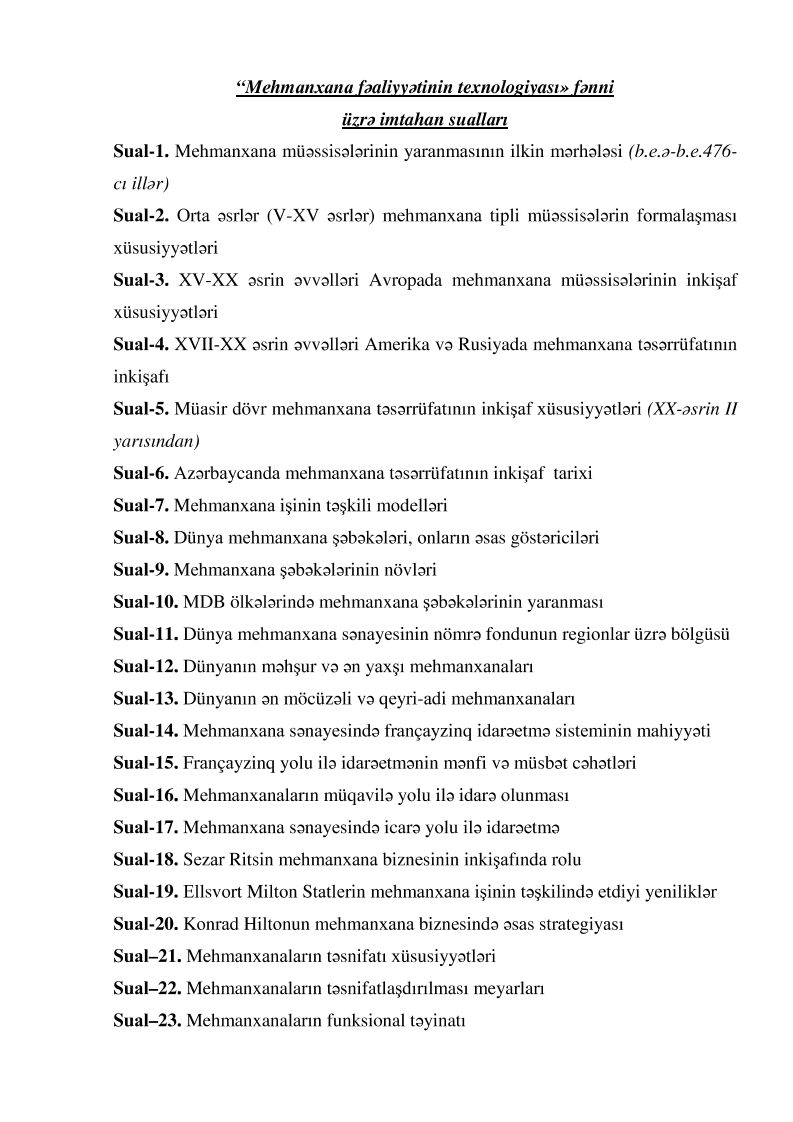 “Mehmanxana fəaliyyətinin texnologiyası» fənni
üzrə imtahan sualları
Sual-1. Mehmanxana müəssisələrinin yaranmasının ilkin mərhələsi (b.e.ə-b.e.476-
cı illər)
Sual-2. Orta əsrlər (V-XV əsrlər) mehmanxana tipli müəssisələrin formalaşması
xüsusiyyətləri
Sual-3. XV-XX əsrin əvvəlləri Avropada mehmanxana müəssisələrinin inkişaf
xüsusiyyətləri
Sual-4. XVII-XX əsrin əvvəlləri Amerika və Rusiyada mehmanxana təsərrüfatının
inkişafı
Sual-5. Müasir dövr mehmanxana təsərrüfatının inkişaf xüsusiyyətləri (XX-əsrin II
yarısından)
Sual-6. Azərbaycanda mehmanxana təsərrüfatının inkişaf  tarixi
Sual-7. Mehmanxana işinin təşkili modelləri
Sual-8. Dünya mehmanxana şəbəkələri, onların əsas göstəriciləri
Sual-9. Mehmanxana şəbəkələrinin növləri
Sual-10. MDB ölkələrində mehmanxana şəbəkələrinin yaranması
Sual-11. Dünya mehmanxana sənayesinin nömrə fondunun regionlar üzrə bölgüsü
Sual-12. Dünyanın məhşur və ən yaxşı mehmanxanaları
Sual-13. Dünyanın ən möcüzəli və qeyri-adi mehmanxanaları
Sual-14. Mehmanxana sənayesində françayzinq idarəetmə sisteminin mahiyyəti
Sual-15. Françayzinq yolu ilə idarəetmənin mənfi və müsbət cəhətləri
Sual-16. Mehmanxanaların müqavilə yolu ilə idarə olunması
Sual-17. Mehmanxana sənayesində icarə yolu ilə idarəetmə
Sual-18. Sezar Ritsin mehmanxana biznesinin inkişafında rolu
Sual-19. Ellsvort Milton Statlerin mehmanxana işinin təşkilində etdiyi yeniliklər
Sual-20. Konrad Hiltonun mehmanxana biznesində əsas strategiyası
Sual–21. Mehmanxanaların təsnifatı xüsusiyyətləri
Sual–22. Mehmanxanaların təsnifatlaşdırılması meyarları
Sual–23. Mehmanxanaların funksional təyinatı